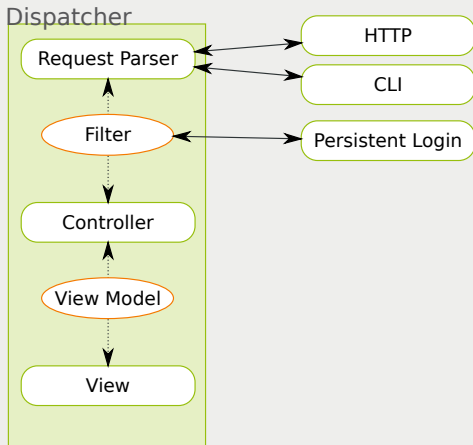 Dispatcher
Request Parser
HTTP
CLI
Filter
Persistent Login
Controller
View Model
View